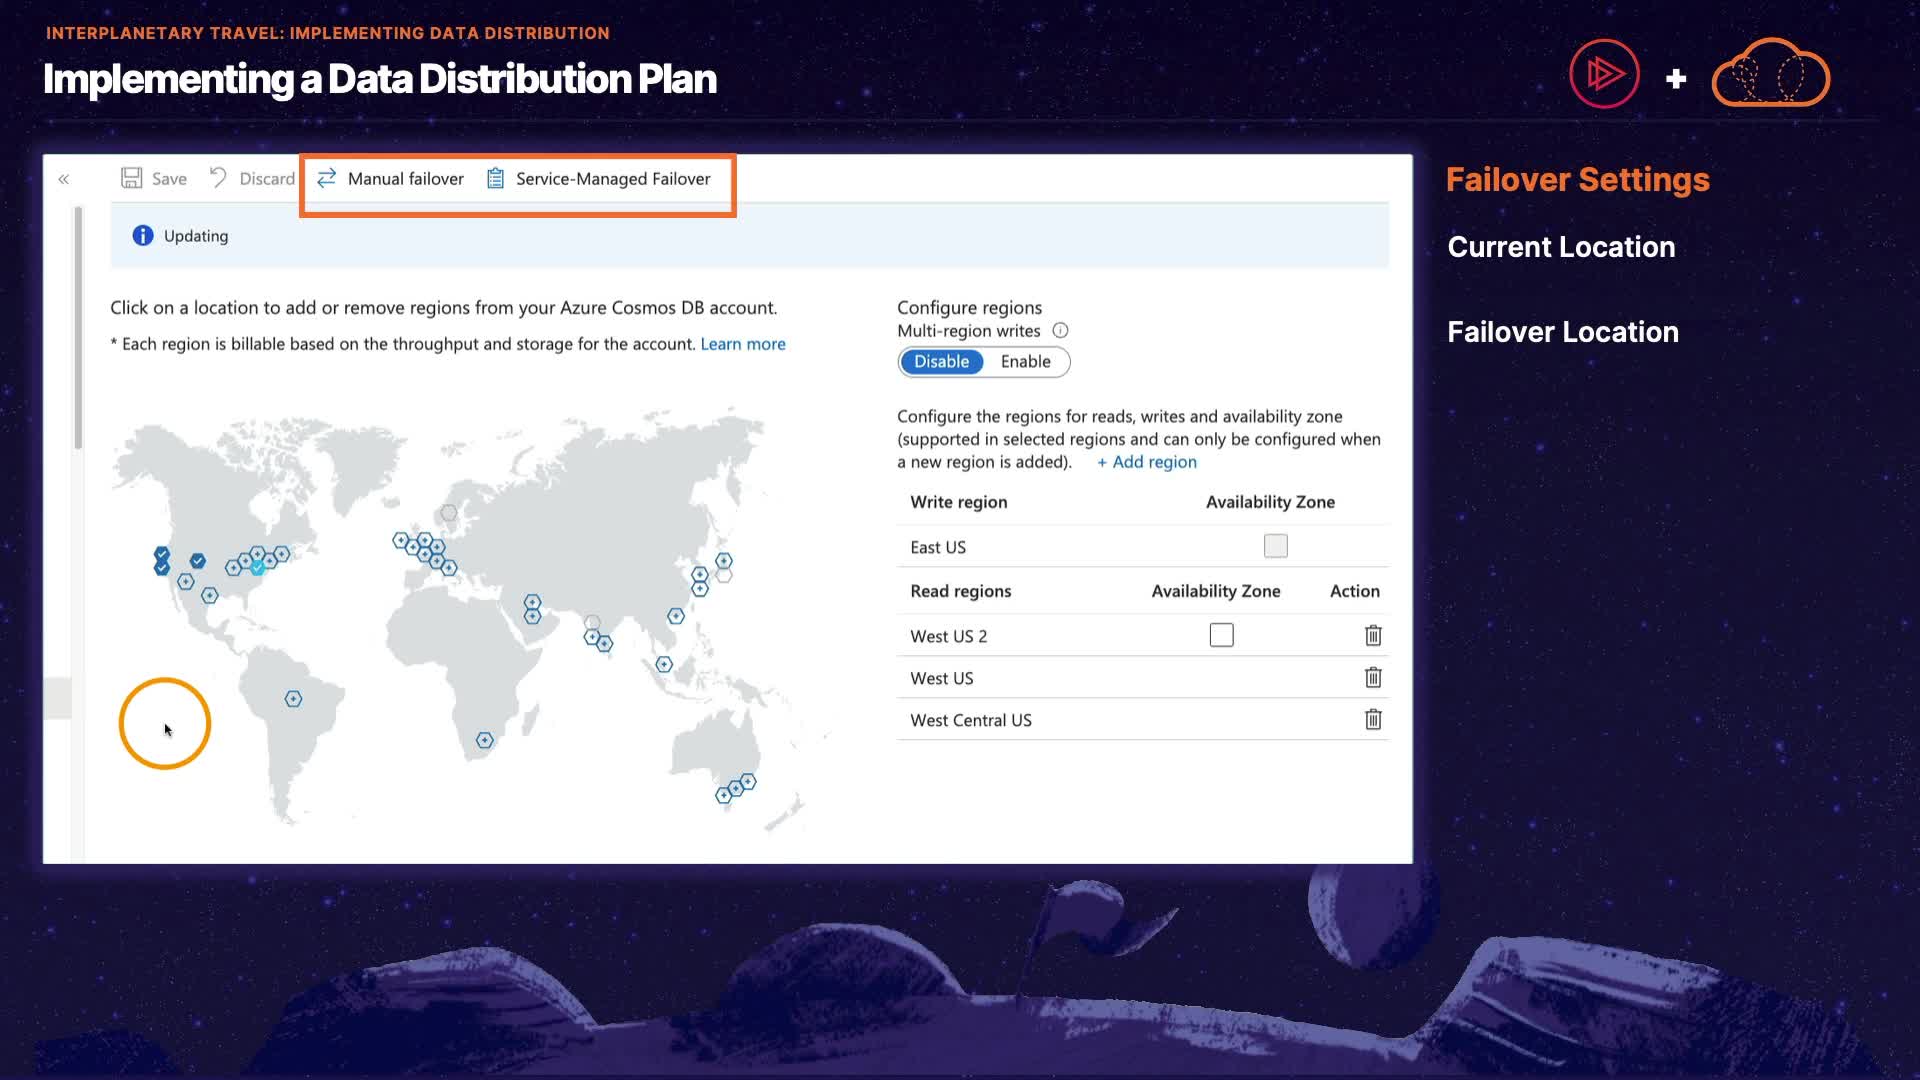 INTERPLANETARY TRAVEL: IMPLEMENTING DATA DISTRIBUTION
Implementing a Data Distribution Plan
+
« Save Discard Manual failover Service-Managed Failover
Updating
Click on a location to add or remove regions from your Azure Cosmos DB account.
* Each region is billable based on the throughput and storage for the account. Learn more
Configure regions
Multi-region writes
Disable Enable
Configure the regions for reads, writes and availability zone
(supported in selected regions and can only be configured when
a new region is added). + Add region
Write region Availability Zone
East US
Read regions Availability Zone Action
West US 2
West US
West Central US
Failover Settings
Current Location
Failover Location